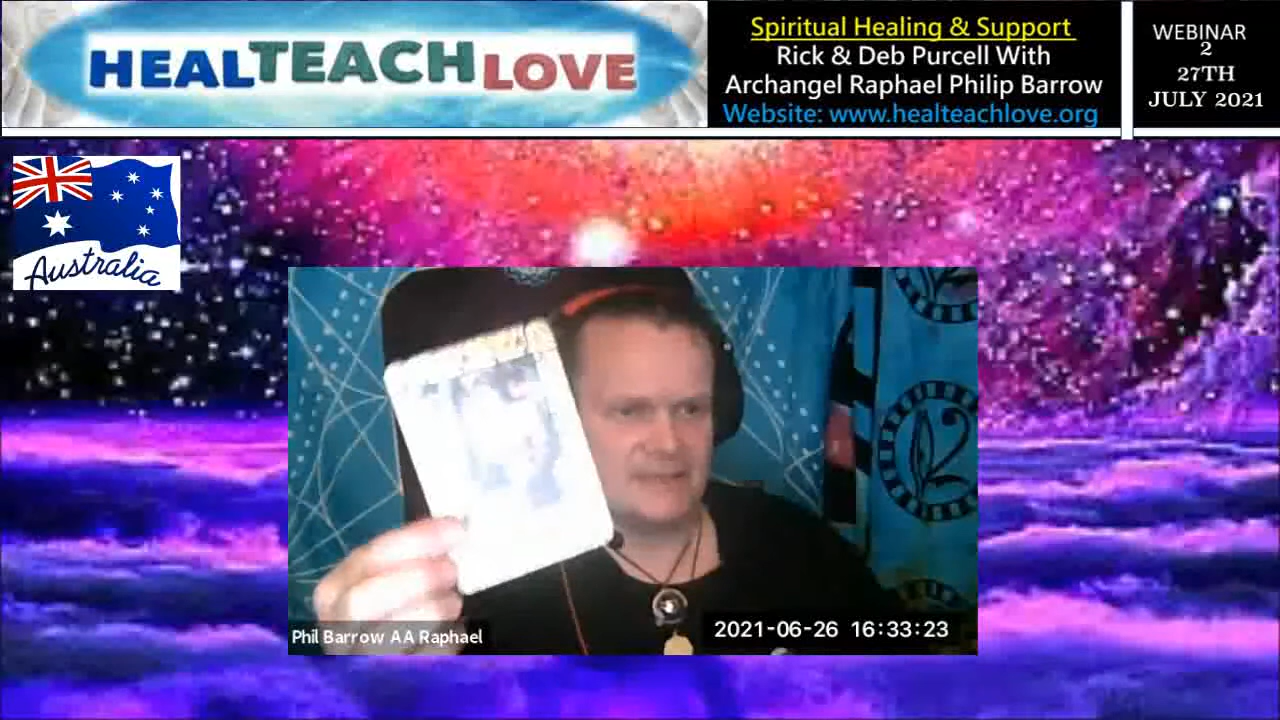 HEALTEACHLOVE
Spiritual Healing & Support
Rick & Deb Purcell With
Archangel Raphael Philip Barrow
Website: www.healteachlove.org
WEBINAR
2
27TH
JULY 2021
Australia
Phil Barrow AA Raphael
2021-06-26 16:33:23